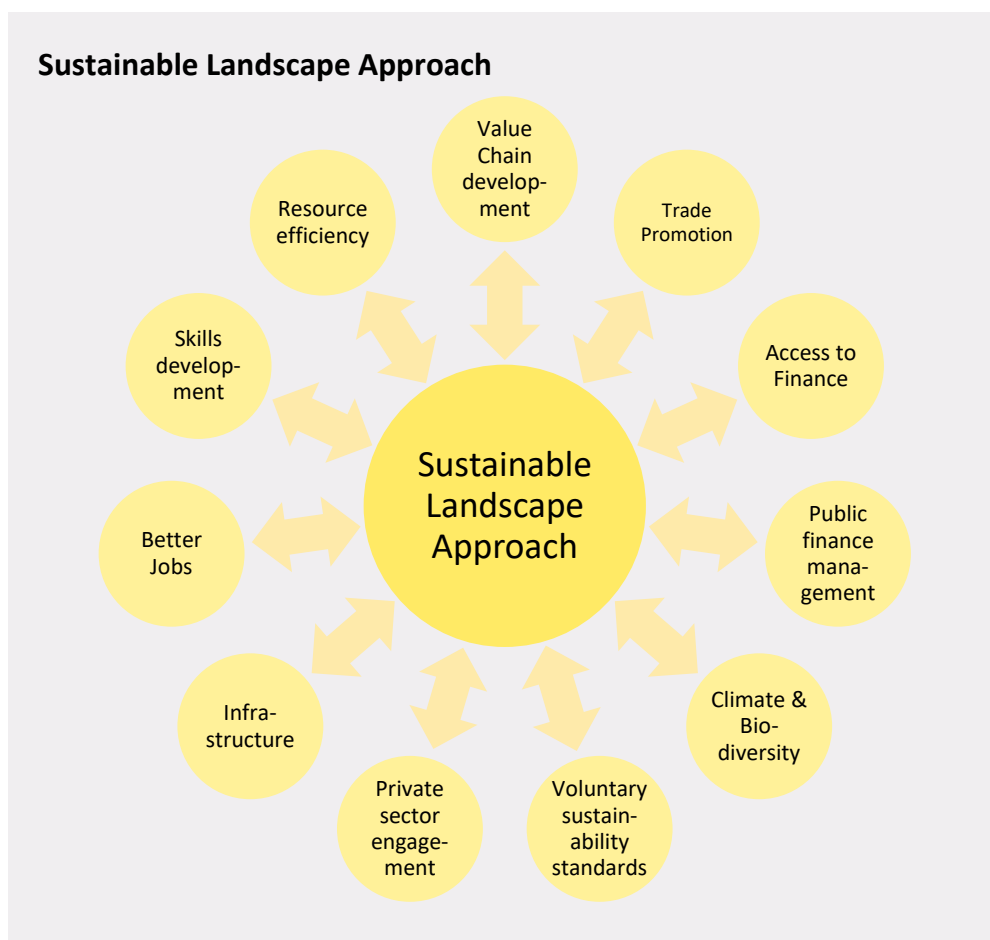 Sustainable Landscape Approach
Value
Chain
develop-
ment
Trade
Promotion
Access to
Finance
Public
finance
mana-
gement
Climate &
Bio-
diversity
Voluntary
sustain-
ability
standards
Private
sector
engage-
ment
Infra-
structure
Better
Jobs
Skills
develop-
ment
Resource
efficiency
Sustainable
Landscape
Approach